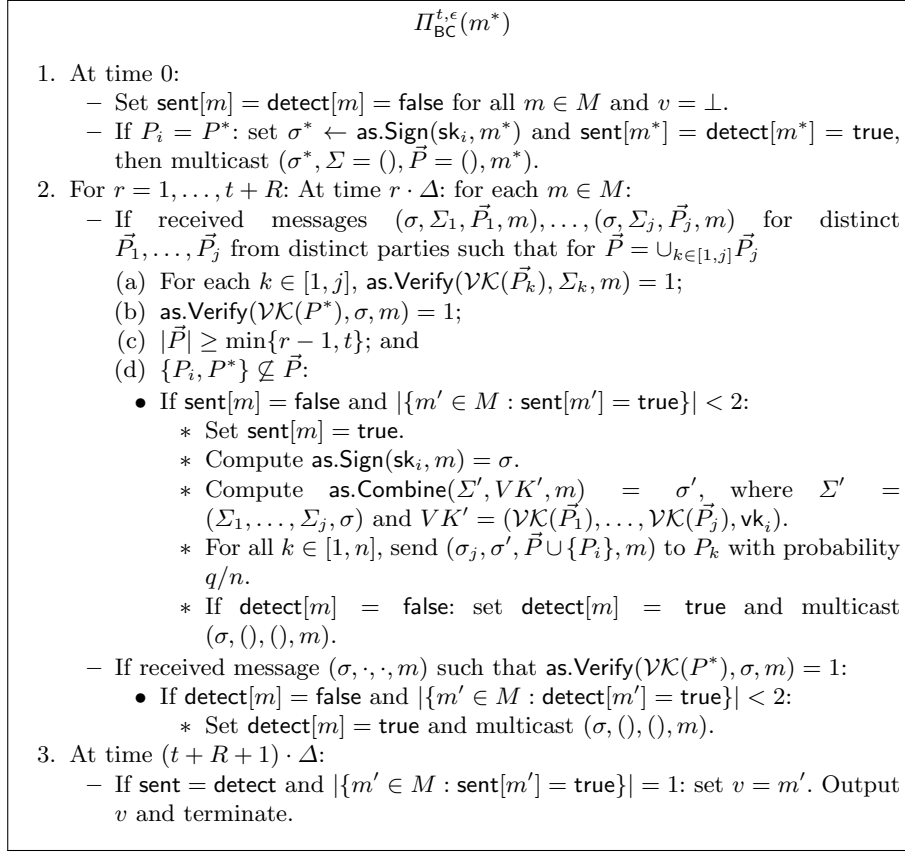 Π_BC^{t,ϵ}(m*)
1. At time 0:
– Set sent[m] = detect[m] = false for all m ∈ M and v = ⊥.
– If P_i = P*: set σ* ← as.Sign(sk_i, m*) and sent[m*] = detect[m*] = true,
then multicast (σ*, Σ = (), P⃗ = (), m*).
2. For r = 1, . . . , t + R: At time r · Δ: for each m ∈ M:
– If received messages (σ, Σ_1, P⃗_1, m), . . . , (σ, Σ_j, P⃗_j, m) for distinct
P⃗_1, . . . , P⃗_j from distinct parties such that for P⃗ = ∪_{k∈[1,j]} P⃗_j
(a) For each k ∈ [1, j], as.Verify(VK(P⃗_k), Σ_k, m) = 1;
(b) as.Verify(VK(P*), σ, m) = 1;
(c) |P⃗| ≥ min{r − 1, t}; and
(d) {P_i, P*} ⊈ P⃗:
• If sent[m] = false and |{m′ ∈ M : sent[m′] = true}| < 2:
∗ Set sent[m] = true.
∗ Compute as.Sign(sk_i, m) = σ.
∗ Compute as.Combine(Σ′, VK′, m) = σ′, where Σ′ =
(Σ_1, . . . , Σ_j, σ) and VK′ = (VK(P⃗_1), . . . , VK(P⃗_j), vk_i).
∗ For all k ∈ [1, n], send (σ_j, σ′, P⃗ ∪ {P_i}, m) to P_k with probability
q/n.
∗ If detect[m] = false: set detect[m] = true and multicast
(σ, (), (), m).
– If received message (σ, ·, ·, m) such that as.Verify(VK(P*), σ, m) = 1:
• If detect[m] = false and |{m′ ∈ M : detect[m′] = true}| < 2:
∗ Set detect[m] = true and multicast (σ, (), (), m).
3. At time (t + R + 1) · Δ:
– If sent = detect and |{m′ ∈ M : sent[m′] = true}| = 1: set v = m′. Output
v and terminate.